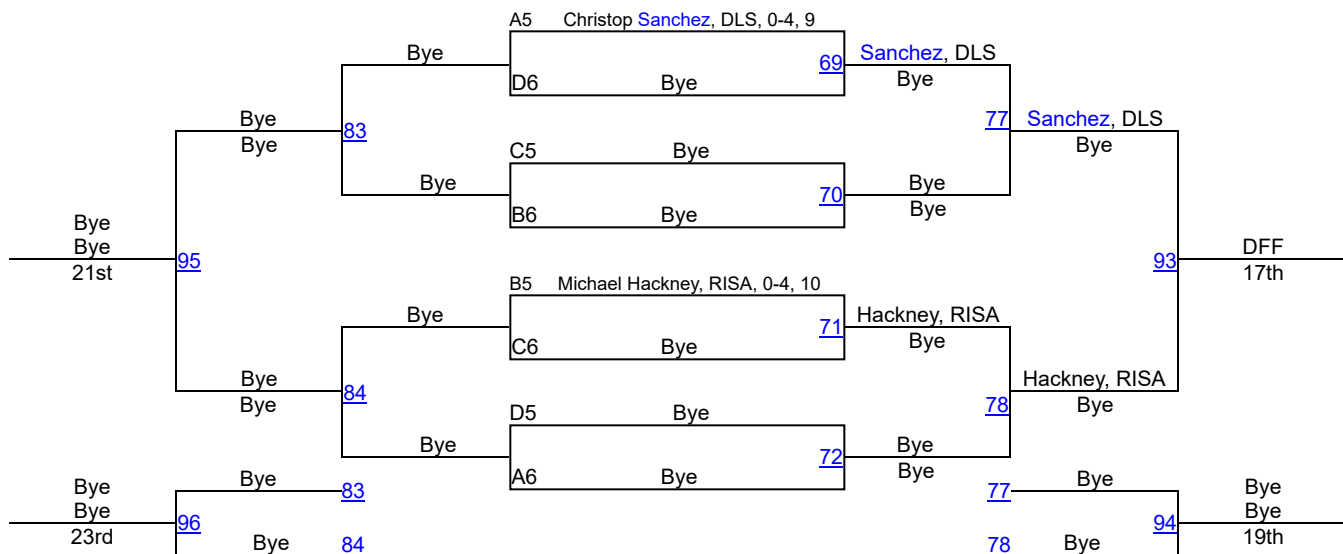 A5 Christop Sanchez, DLS, 0-4, 9
Bye 69 Sanchez, DLS
D6 Bye Bye
Bye 83 77 Sanchez, DLS
Bye Bye
C5 Bye
Bye 70 Bye
B6 Bye Bye
Bye
Bye 95 93 DFF
21st 17th
B5 Michael Hackney, RISA, 0-4, 10
Bye 71 Hackney, RISA
C6 Bye Bye
Bye 84 78 Hackney, RISA
Bye Bye
D5 Bye
Bye 72 Bye
A6 Bye Bye
Bye Bye 83 77 Bye Bye
Bye 96 94 Bye
23rd Bye 84 78 Bye 19th